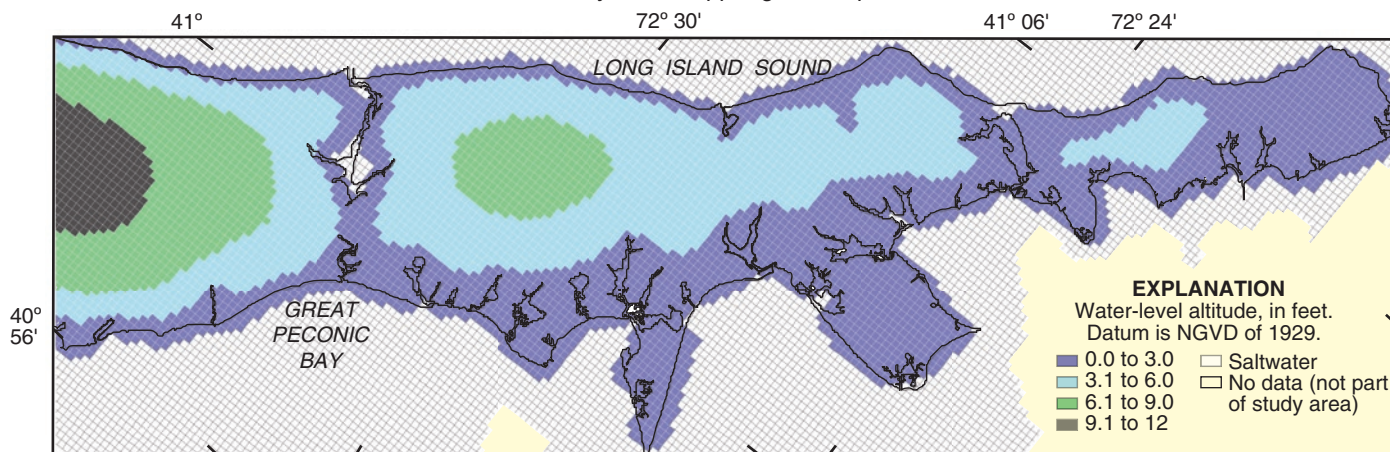 41°
72° 30'
41° 06'
72° 24'
LONG ISLAND SOUND
40°
56'
GREAT
PECONIC
BAY
EXPLANATION
Water-level altitude, in feet.
Datum is NGVD of 1929.
0.0 to 3.0
3.1 to 6.0
6.1 to 9.0
9.1 to 12
Saltwater
No data (not part
of study area)